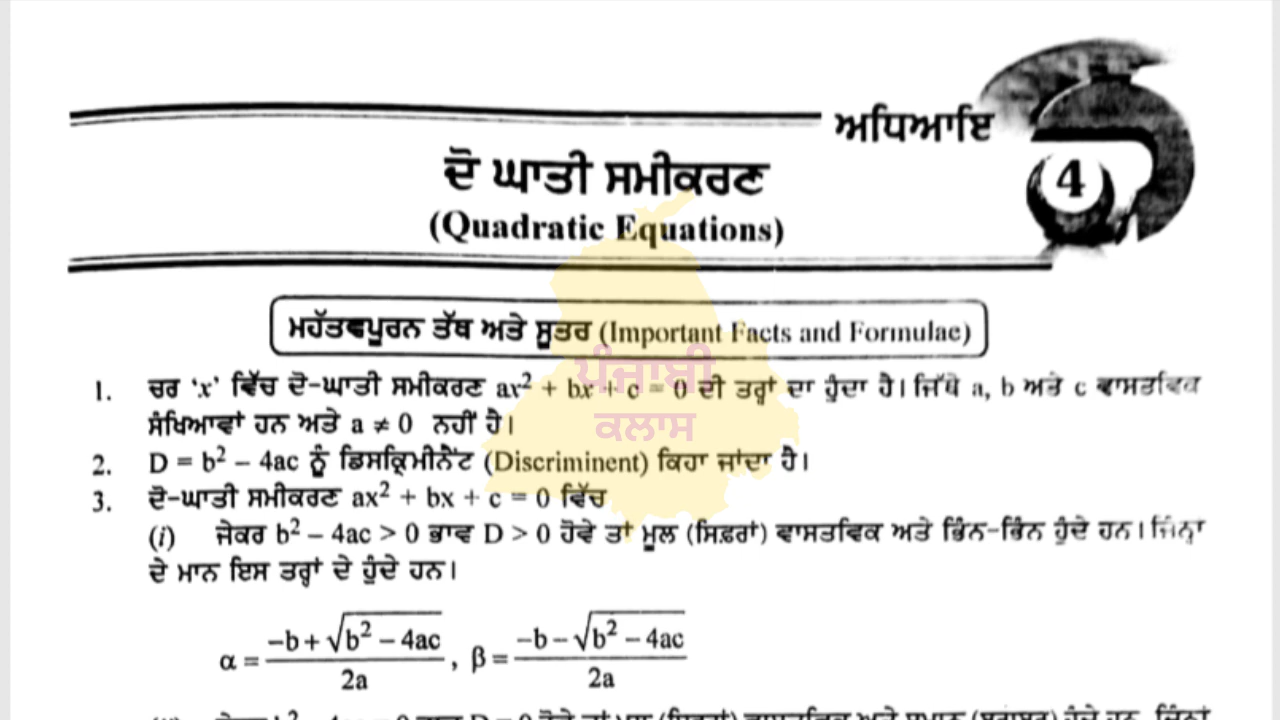 ਅਧਿਆਇ
4
ਦੋ ਘਾਤੀ ਸਮੀਕਰਣ
(Quadratic Equations)
ਮਹੱਤਵਪੂਰਨ ਤੱਥ ਅਤੇ ਸੂਤਰ (Important Facts and Formulae)
ਪੰਜਾਬੀ
ਕਲਾਸ
1. ਚਰ ‘x’ ਵਿੱਚ ਦੋ-ਘਾਤੀ ਸਮੀਕਰਣ ax² + bx + c = 0 ਦੀ ਤਰ੍ਹਾਂ ਦਾ ਹੁੰਦਾ ਹੈ। ਜਿੱਥੇ a, b ਅਤੇ c ਵਾਸਤਵਿਕ
ਸੰਖਿਆਵਾਂ ਹਨ ਅਤੇ a ≠ 0 ਨਹੀਂ ਹੈ।
2. D = b² – 4ac ਨੂੰ ਡਿਸਕ੍ਰਿਮੀਨੈਂਟ (Discriminent) ਕਿਹਾ ਜਾਂਦਾ ਹੈ।
3. ਦੋ-ਘਾਤੀ ਸਮੀਕਰਣ ax² + bx + c = 0 ਵਿੱਚ
(i) ਜੇਕਰ b² – 4ac > 0 ਭਾਵ D > 0 ਹੋਵੇ ਤਾਂ ਮੂਲ (ਸਿਫ਼ਰਾਂ) ਵਾਸਤਵਿਕ ਅਤੇ ਭਿੰਨ-ਭਿੰਨ ਹੁੰਦੇ ਹਨ। ਜਿੰਨ੍ਹਾਂ
ਦੇ ਮਾਨ ਇਸ ਤਰ੍ਹਾਂ ਦੇ ਹੁੰਦੇ ਹਨ।
α = (–b + √(b² – 4ac)) / 2a , β = (–b – √(b² – 4ac)) / 2a